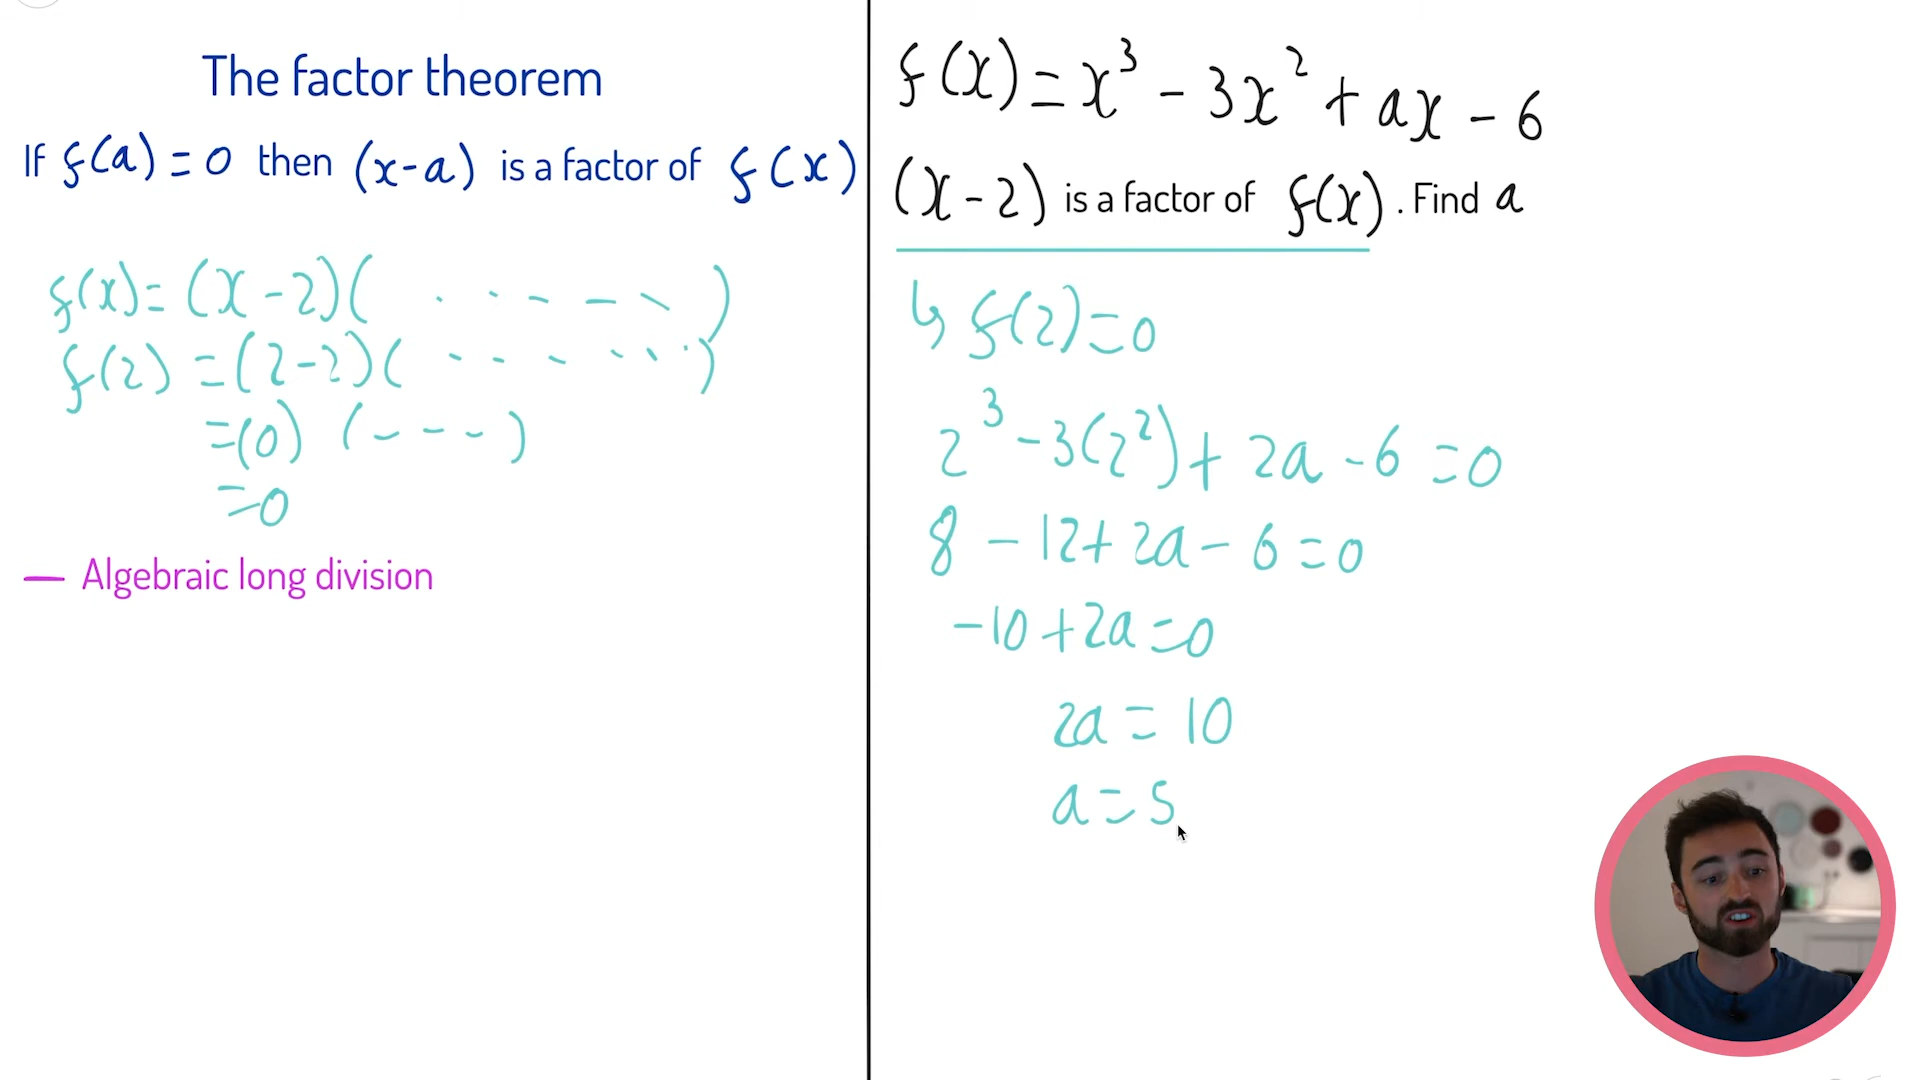 The factor theorem
If f(a) = 0 then (x-a) is a factor of f(x)
f(x) = (x-2)( . . - - - )
f(2) = (2-2)( - - - - - - )
=(0) ( - - - )
=0
— Algebraic long division
f(x) = x³ - 3x² + ax - 6
(x-2) is a factor of f(x). Find a
↳ f(2)=0
2³ - 3(2²) + 2a - 6 = 0
8 - 12 + 2a - 6 = 0
-10 + 2a = 0
2a = 10
a = 5